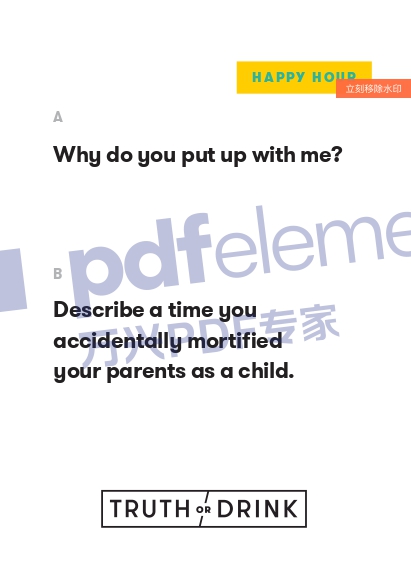 HAPPY HOUR
立刻移除水印
A
Why do you put up with me?
pdfeleme
B
Describe a time you
accidentally mortified
your parents as a child.
万兴PDF专家
TRUTH OR DRINK